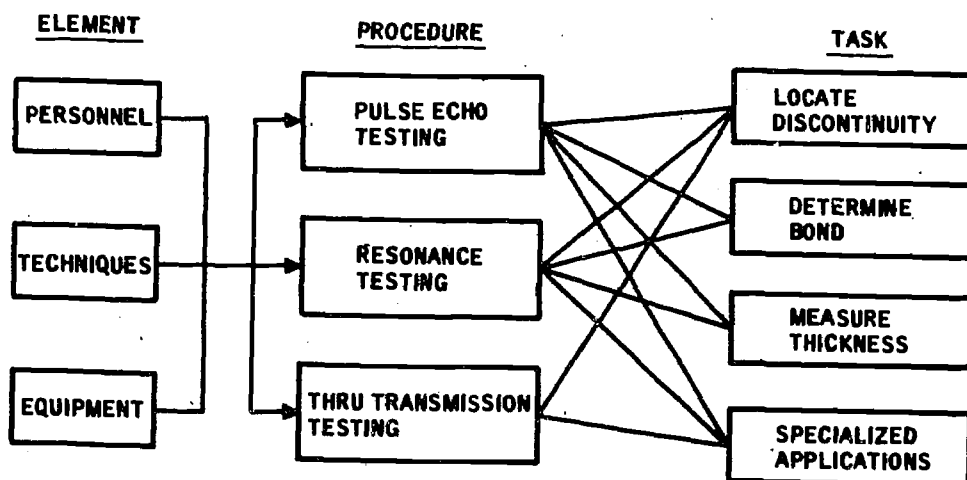 ELEMENT
PERSONNEL
TECHNIQUES
EQUIPMENT
PROCEDURE
PULSE ECHO
TESTING
RESONANCE
TESTING
THRU TRANSMISSION
TESTING
TASK
LOCATE
DISCONTINUITY
DETERMINE
BOND
MEASURE
THICKNESS
SPECIALIZED
APPLICATIONS